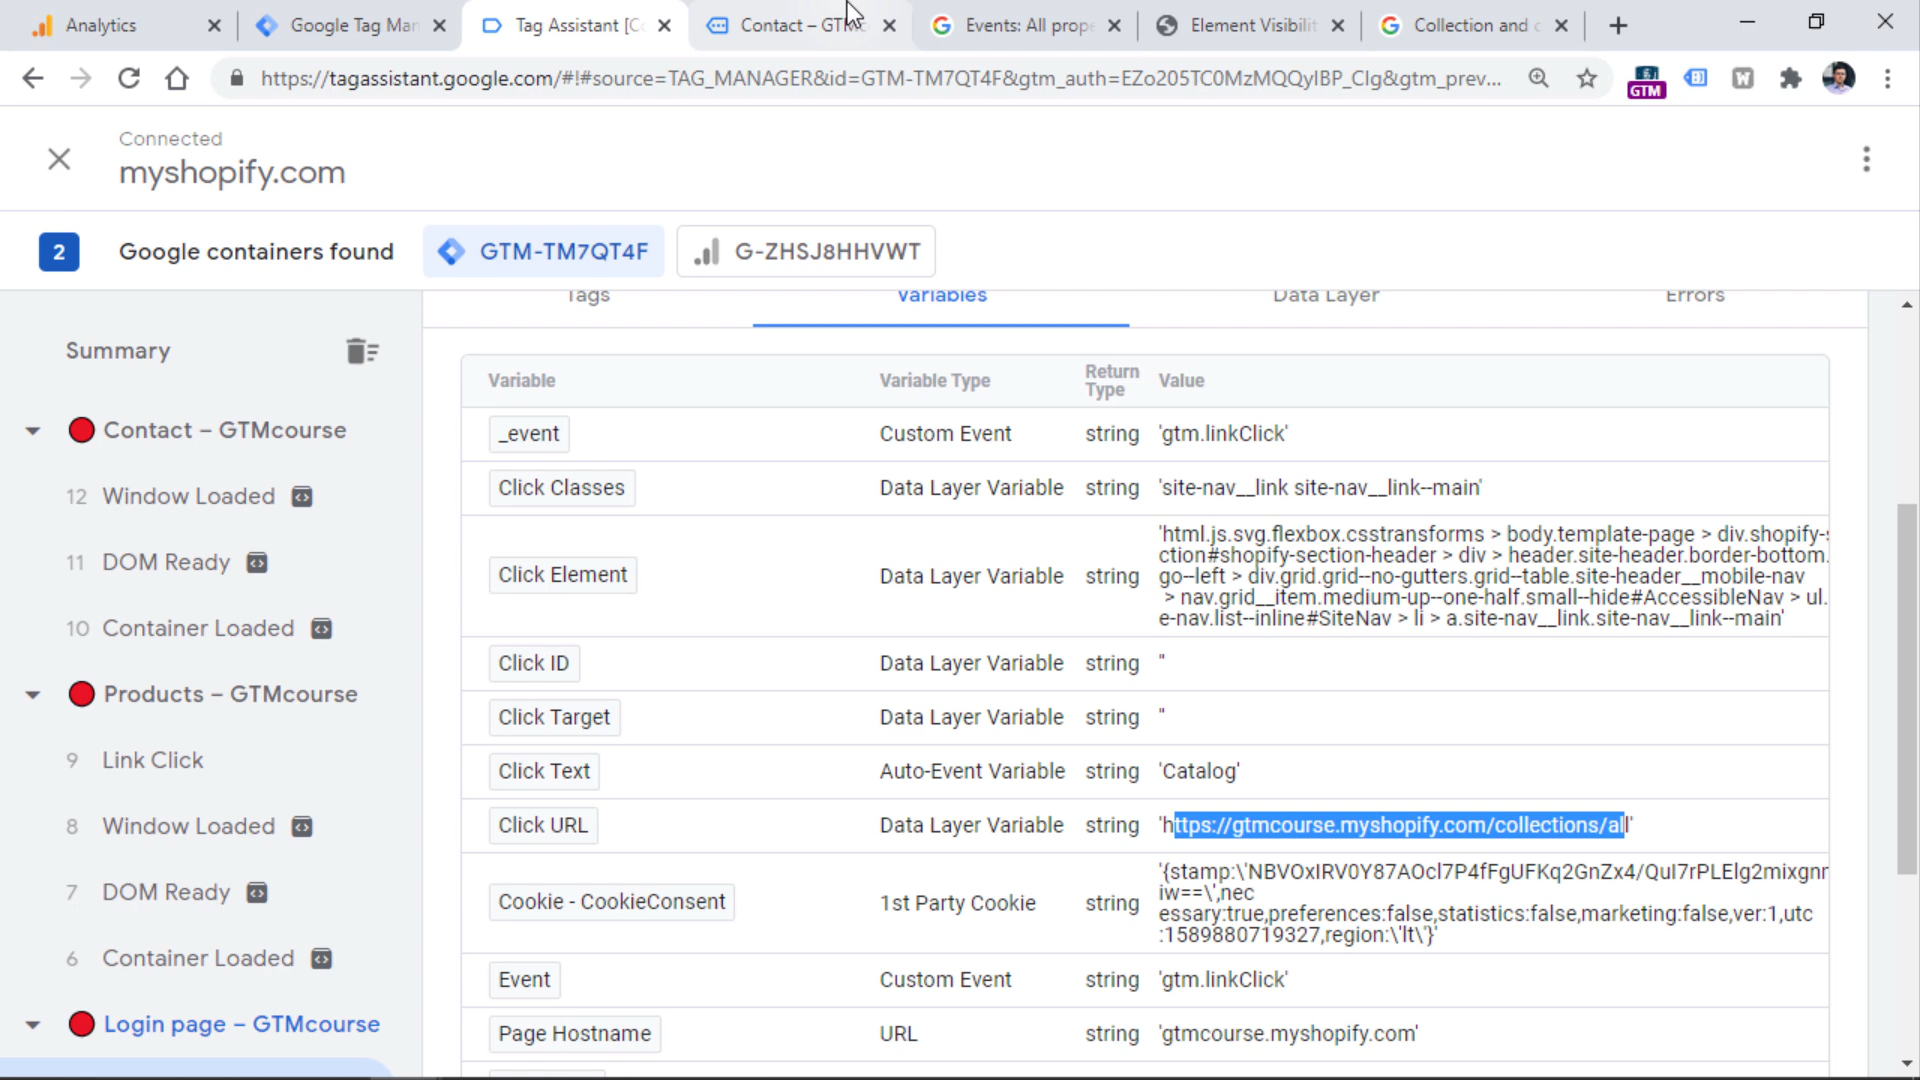 Analytics
Google Tag Man
Tag Assistant [Co
Contact – GTMc
Events: All prope
Element Visibilit
Collection and c
https://tagassistant.google.com/#!#source=TAG_MANAGER&id=GTM-TM7QT4F&gtm_auth=EZo205TC0MzMQQyIBP_CIg&gtm_prev...
GTM
Connected
myshopify.com
2
Google containers found
GTM-TM7QT4F
G-ZHSJ8HHVWT
Tags
Variables
Data Layer
Errors
Summary
Contact – GTMcourse
12 Window Loaded
11 DOM Ready
10 Container Loaded
Products – GTMcourse
9 Link Click
8 Window Loaded
7 DOM Ready
6 Container Loaded
Login page – GTMcourse
Variable
Variable Type
Return
Type
Value
_event
Custom Event
string
'gtm.linkClick'
Click Classes
Data Layer Variable
string
'site-nav__link site-nav__link--main'
Click Element
Data Layer Variable
string
'html.js.svg.flexbox.csstransforms > body.template-page > div.shopify-s
ction#shopify-section-header > div > header.site-header.border-bottom.
go--left > div.grid.grid--no-gutters.grid--table.site-header__mobile-nav
> nav.grid__item.medium-up--one-half.small--hide#AccessibleNav > ul.
e-nav.list--inline#SiteNav > li > a.site-nav__link.site-nav__link--main'
Click ID
Data Layer Variable
string
''
Click Target
Data Layer Variable
string
''
Click Text
Auto-Event Variable
string
'Catalog'
Click URL
Data Layer Variable
string
'https://gtmcourse.myshopify.com/collections/all'
Cookie - CookieConsent
1st Party Cookie
string
'{stamp:\'NBVOxIRV0Y87AOcl7P4fFgUFKq2GnZx4/QuI7rPLElg2mixgnr
iw==\',nec
essary:true,preferences:false,statistics:false,marketing:false,ver:1,utc
:1589880719327,region:\'lt\'}'
Event
Custom Event
string
'gtm.linkClick'
Page Hostname
URL
string
'gtmcourse.myshopify.com'